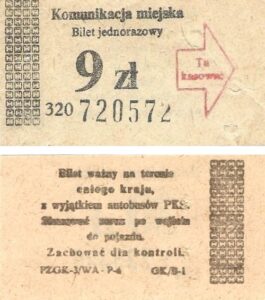 Komunikacja miejska
Bilet jednorazowy
9 zł
Tu
kasować
320 720572
Bilet ważny na terenie
całego kraju,
z wyjątkiem autobusów PKS.
Skasować zaraz po wejściu
do pojazdu.
Zachować dla kontroli.
PZGK-3/WA - P-4 GK/B-1